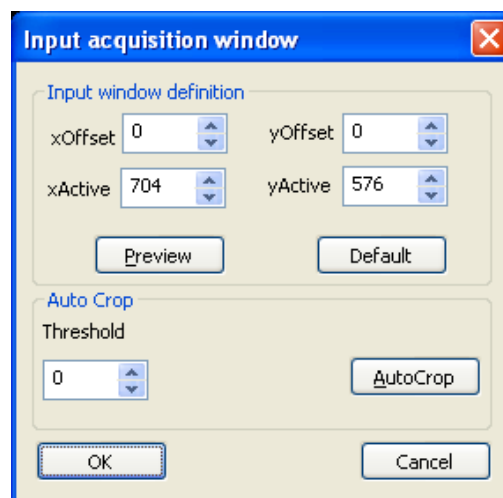 Input acquisition window
Input window definition
xOffset 0 yOffset 0
xActive 704 yActive 576
Preview Default
Auto Crop
Threshold
0 AutoCrop
OK Cancel